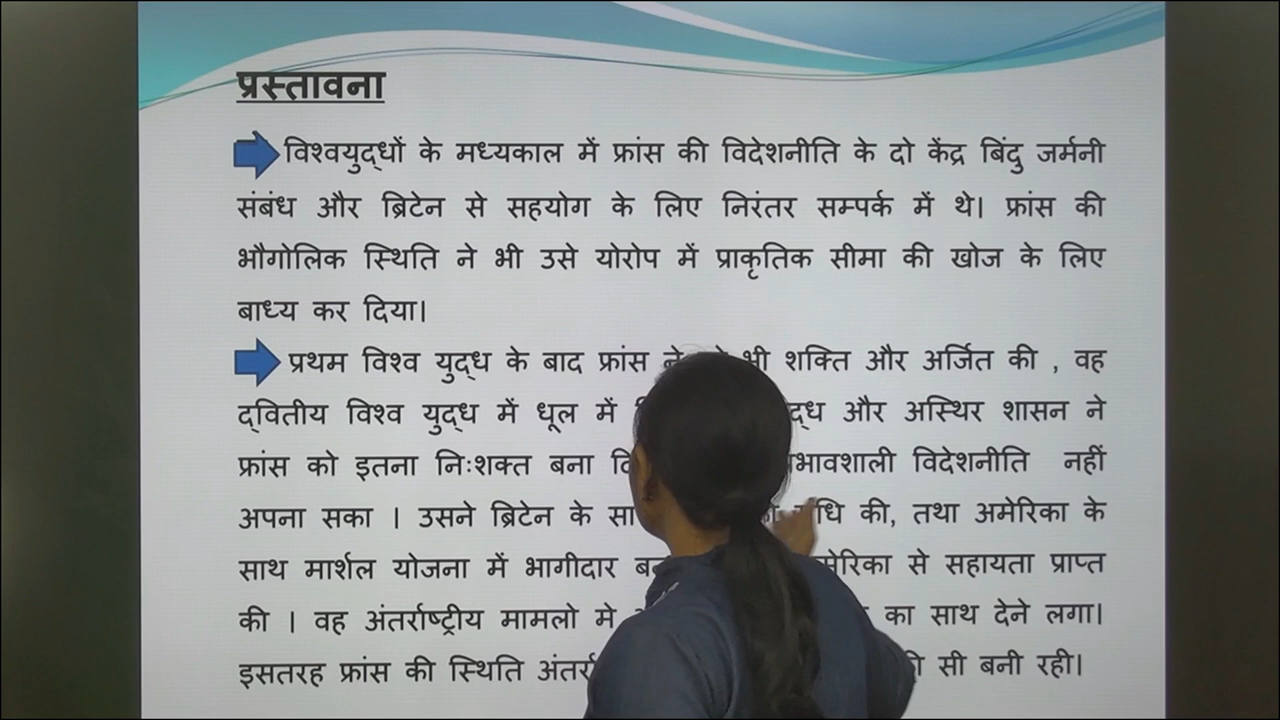 प्रस्तावना
विश्वयुद्धों के मध्यकाल में फ्रांस की विदेशनीति के दो केंद्र बिंदु जर्मनी
संबंध और ब्रिटेन से सहयोग के लिए निरंतर सम्पर्क में थे। फ्रांस की
भौगोलिक स्थिति ने भी उसे योरोप में प्राकृतिक सीमा की खोज के लिए
बाध्य कर दिया।
प्रथम विश्व युद्ध के बाद फ्रांस ने भी शक्ति और अर्जित की , वह
द्वितीय विश्व युद्ध में धूल में और अस्थिर शासन ने
फ्रांस को इतना निःशक्त बना विदेशनीति नहीं
अपना सका । उसने ब्रिटेन के की, तथा अमेरिका के
साथ मार्शल योजना में भागीदार से सहायता प्राप्त
की । वह अंतर्राष्ट्रीय मामलो मे का साथ देने लगा।
इसतरह फ्रांस की स्थिति सी बनी रही।